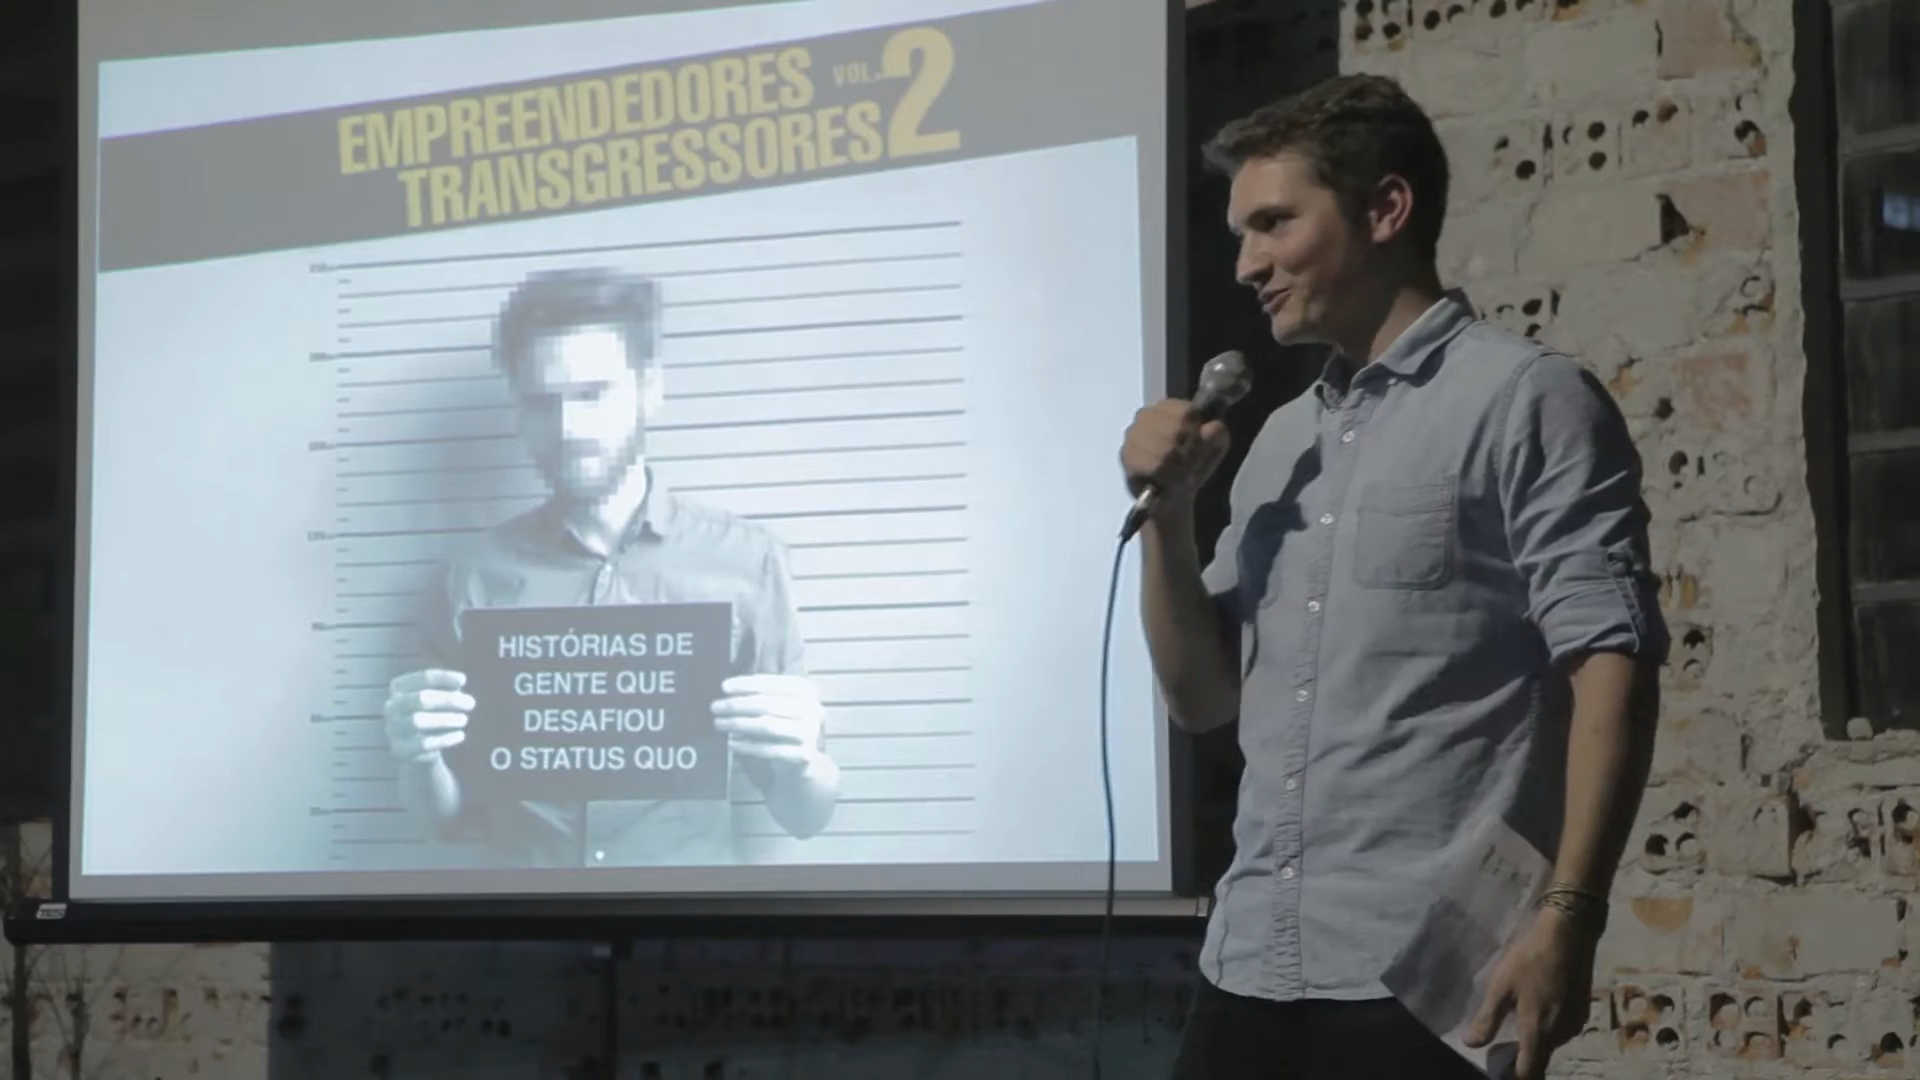 EMPREENDEDORES VOL. 2
TRANSGRESSORES
HISTÓRIAS DE
GENTE QUE
DESAFIOU
O STATUS QUO